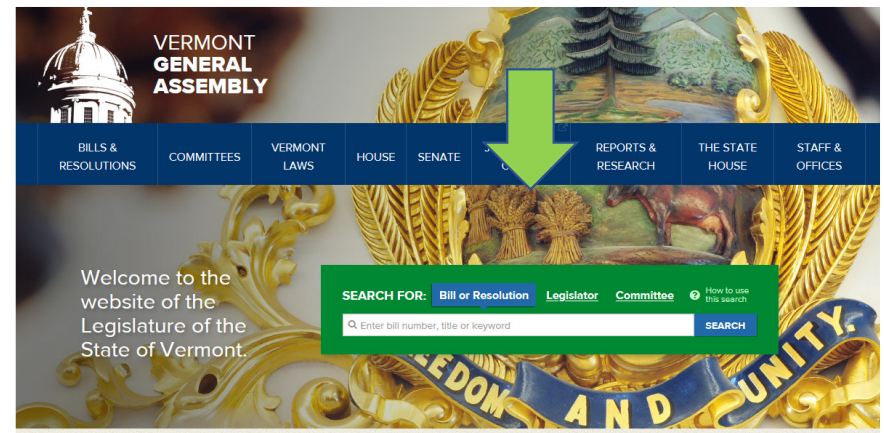 VERMONT
GENERAL
ASSEMBLY
BILLS &
RESOLUTIONS
COMMITTEES
VERMONT
LAWS
HOUSE
SENATE
REPORTS &
RESEARCH
THE STATE
HOUSE
STAFF &
OFFICES
Welcome to the
website of the
Legislature of the
State of Vermont.
SEARCH FOR: Bill or Resolution Legislator Committee ? How to use
this search
Enter bill number, title or keyword SEARCH
FREEDOM AND UNITY.